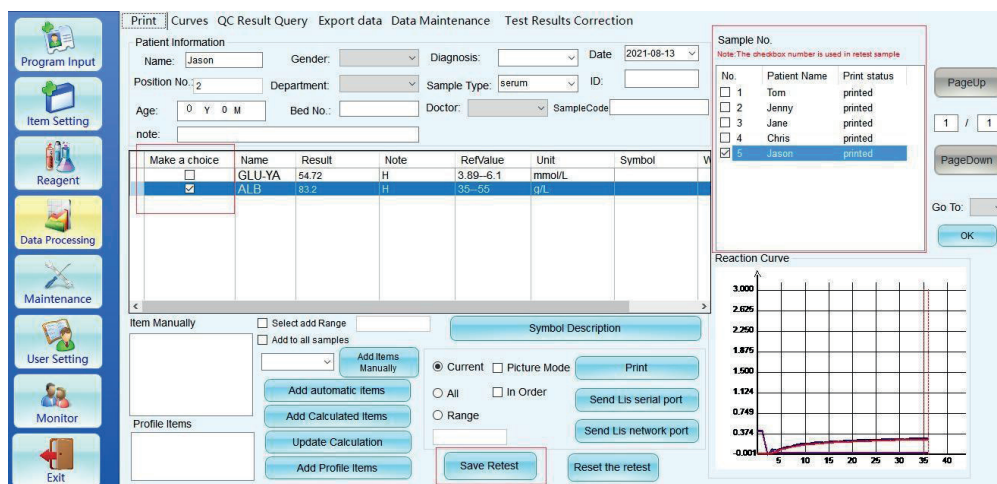 Print Curves QC Result Query Export data Data Maintenance Test Results Correction
Program Input
Item Setting
Reagent
Data Processing
Maintenance
User Setting
Monitor
Exit
Patient Information
Name: Jason Gender: Diagnosis: Date 2021-08-13
Position No.: 2 Department: Sample Type: serum ID:
Age: 0 Y 0 M Bed No.: Doctor: SampleCode
note:
Make a choice Name Result Note RefValue Unit Symbol W
GLU-YA 54.72 H 3.89--6.1 mmol/L
ALB 83.2 H 35--55 g/L
Sample No.
Note:The checkbox number is used in retest sample
No. Patient Name Print status
1 Tom printed
2 Jenny printed
3 Jane printed
4 Chris printed
5 Jason printed
PageUp
1 / 1
PageDown
Go To:
OK
Item Manually
Select add Range
Add to all samples
Add Items
Manually
Add automatic items
Add Calculated Items
Update Calculation
Add Profile Items
Profile Items
Symbol Description
Current Picture Mode Print
All In Order Send Lis serial port
Range
Send Lis network port
Save Retest Reset the retest
Reaction Curve
3.000
2.625
2.250
1.875
1.500
1.124
0.749
0.374
-0.001
5 10 15 20 25 30 35 40